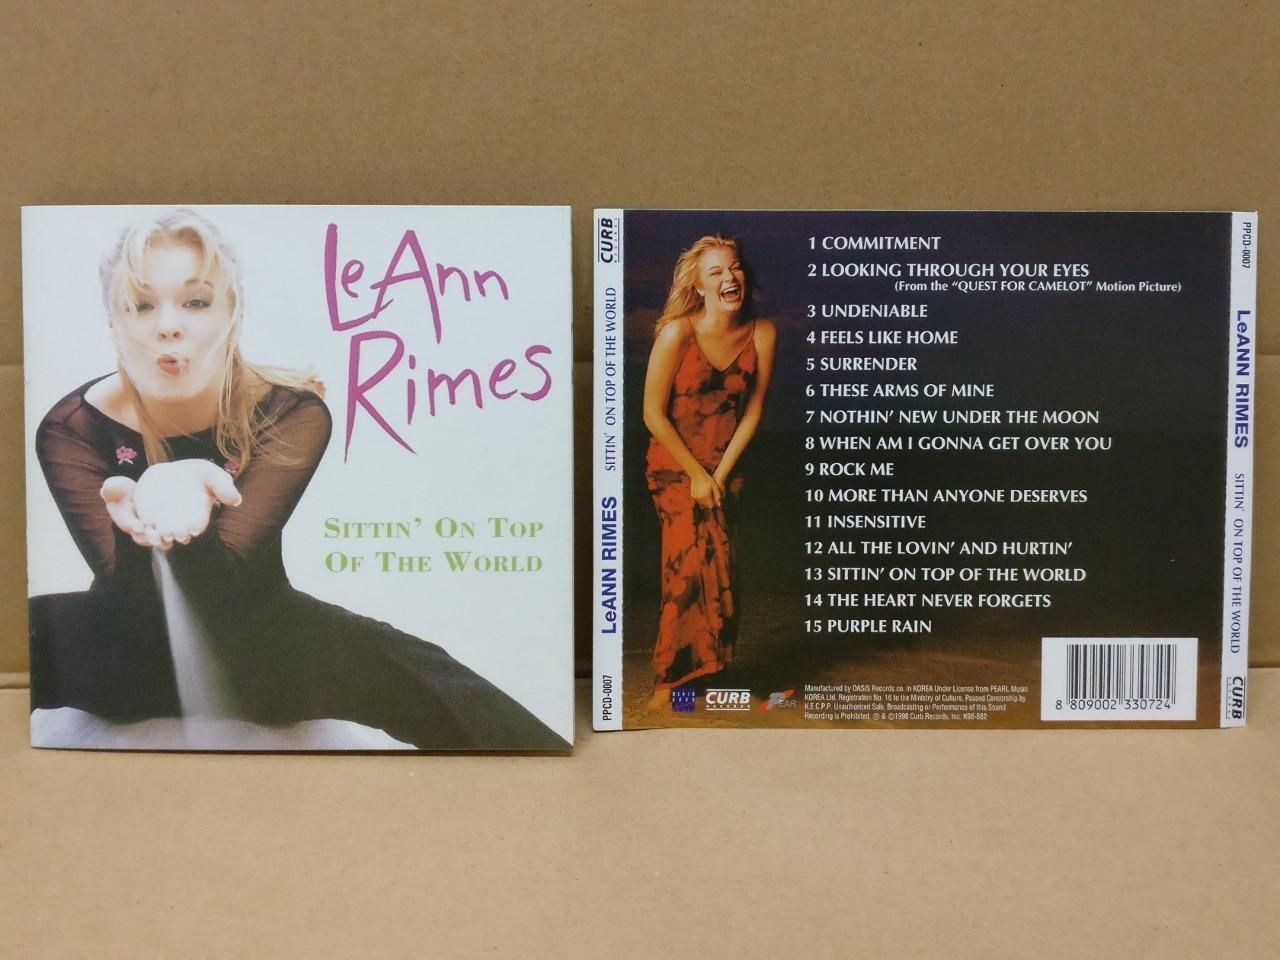 LeAnn
Rimes
SITTIN' ON TOP
OF THE WORLD
CURB
SITTIN' ON TOP OF THE WORLD
LeANN RIMES
PPCD-0007
1 COMMITMENT
2 LOOKING THROUGH YOUR EYES
(From the "QUEST FOR CAMELOT" Motion Picture)
3 UNDENIABLE
4 FEELS LIKE HOME
5 SURRENDER
6 THESE ARMS OF MINE
7 NOTHIN' NEW UNDER THE MOON
8 WHEN AM I GONNA GET OVER YOU
9 ROCK ME
10 MORE THAN ANYONE DESERVES
11 INSENSITIVE
12 ALL THE LOVIN' AND HURTIN'
13 SITTIN' ON TOP OF THE WORLD
14 THE HEART NEVER FORGETS
15 PURPLE RAIN
CURB
RECORDS
PEAR
Manufactured by OASIS Records co. in KOREA Under License from PEARL Music
KOREA Ltd. Registration No. 16 to the Ministry of Culture. Passed Censorship by
K.E.C.P.P. Unauthorized Sale, Broadcasting or Performance of this Sound
Recording is Prohibited. ℗ & ©1998 Curb Records, Inc. K98-882
8 809002 330724
PPCD-0007
LeANN RIMES
SITTIN' ON TOP OF THE WORLD
CURB